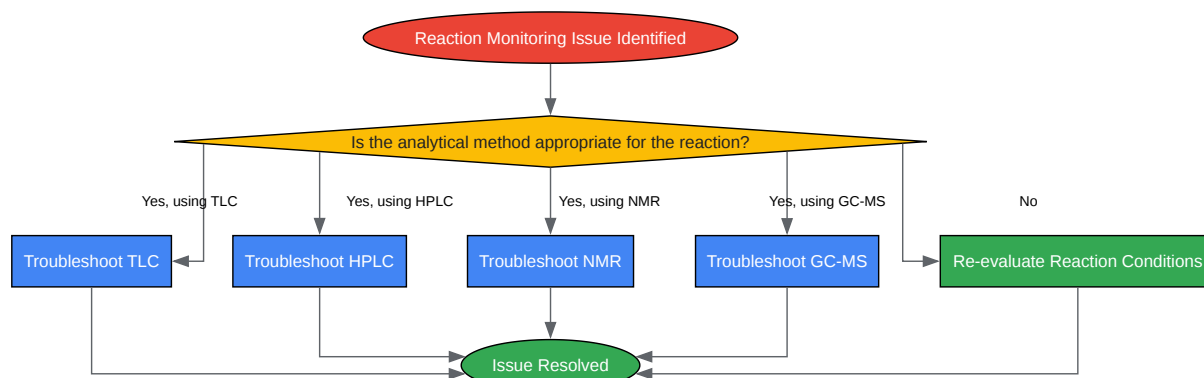 Reaction Monitoring Issue Identified
Is the analytical method appropriate for the reaction?
Yes, using TLC
Yes, using HPLC
Yes, using NMR
Yes, using GC-MS
No
Troubleshoot TLC
Troubleshoot HPLC
Troubleshoot NMR
Troubleshoot GC-MS
Re-evaluate Reaction Conditions
Issue Resolved